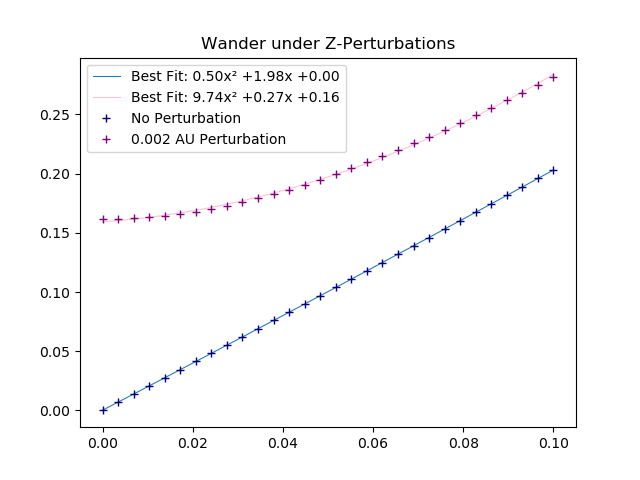 Wander under Z-Perturbations
Best Fit: 0.50x² +1.98x +0.00
Best Fit: 9.74x² +0.27x +0.16
No Perturbation
0.002 AU Perturbation
0.25
0.20
0.15
0.10
0.05
0.00
0.00 0.02 0.04 0.06 0.08 0.10